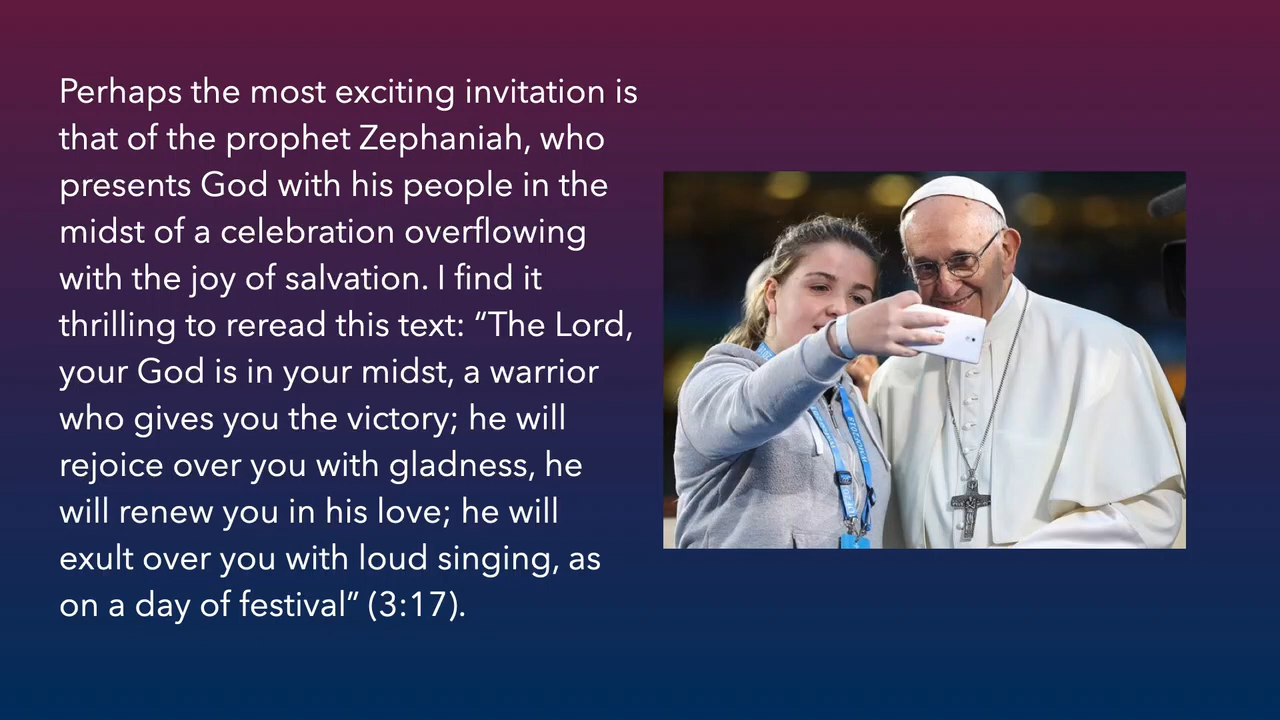 Perhaps the most exciting invitation is
that of the prophet Zephaniah, who
presents God with his people in the
midst of a celebration overflowing
with the joy of salvation. I find it
thrilling to reread this text: “The Lord,
your God is in your midst, a warrior
who gives you the victory; he will
rejoice over you with gladness, he
will renew you in his love; he will
exult over you with loud singing, as
on a day of festival” (3:17).